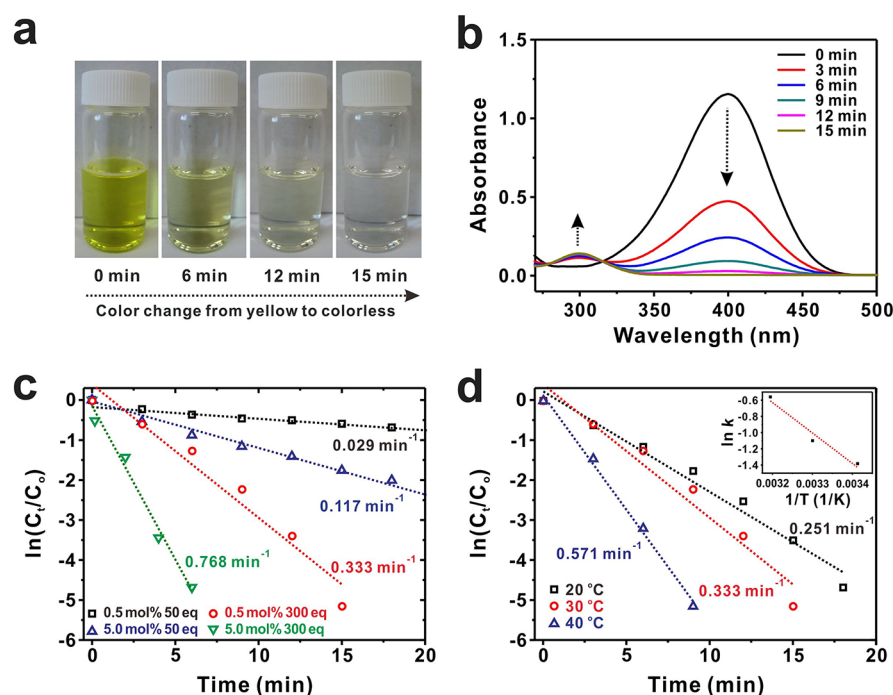 a
0 min 6 min 12 min 15 min
Color change from yellow to colorless
b
1.5
1.0
0.5
0.0
Absorbance
300 350 400 450 500
Wavelength (nm)
0 min
3 min
6 min
9 min
12 min
15 min
c
0
-1
-2
-3
-4
-5
-6
ln(Ct/Co)
0.029 min-1
0.117 min-1
0.333 min-1
0.768 min-1
0.5 mol% 50 eq 0.5 mol% 300 eq
5.0 mol% 50 eq 5.0 mol% 300 eq
0 5 10 15 20
Time (min)
d
0
-1
-2
-3
-4
-5
-6
ln(Ct/Co)
-0.6
-0.8
-1.0
-1.2
-1.4
ln k
0.0032 0.0033 0.0034
1/T (1/K)
0.251 min-1
0.571 min-1
0.333 min-1
20 °C
30 °C
40 °C
0 5 10 15 20
Time (min)